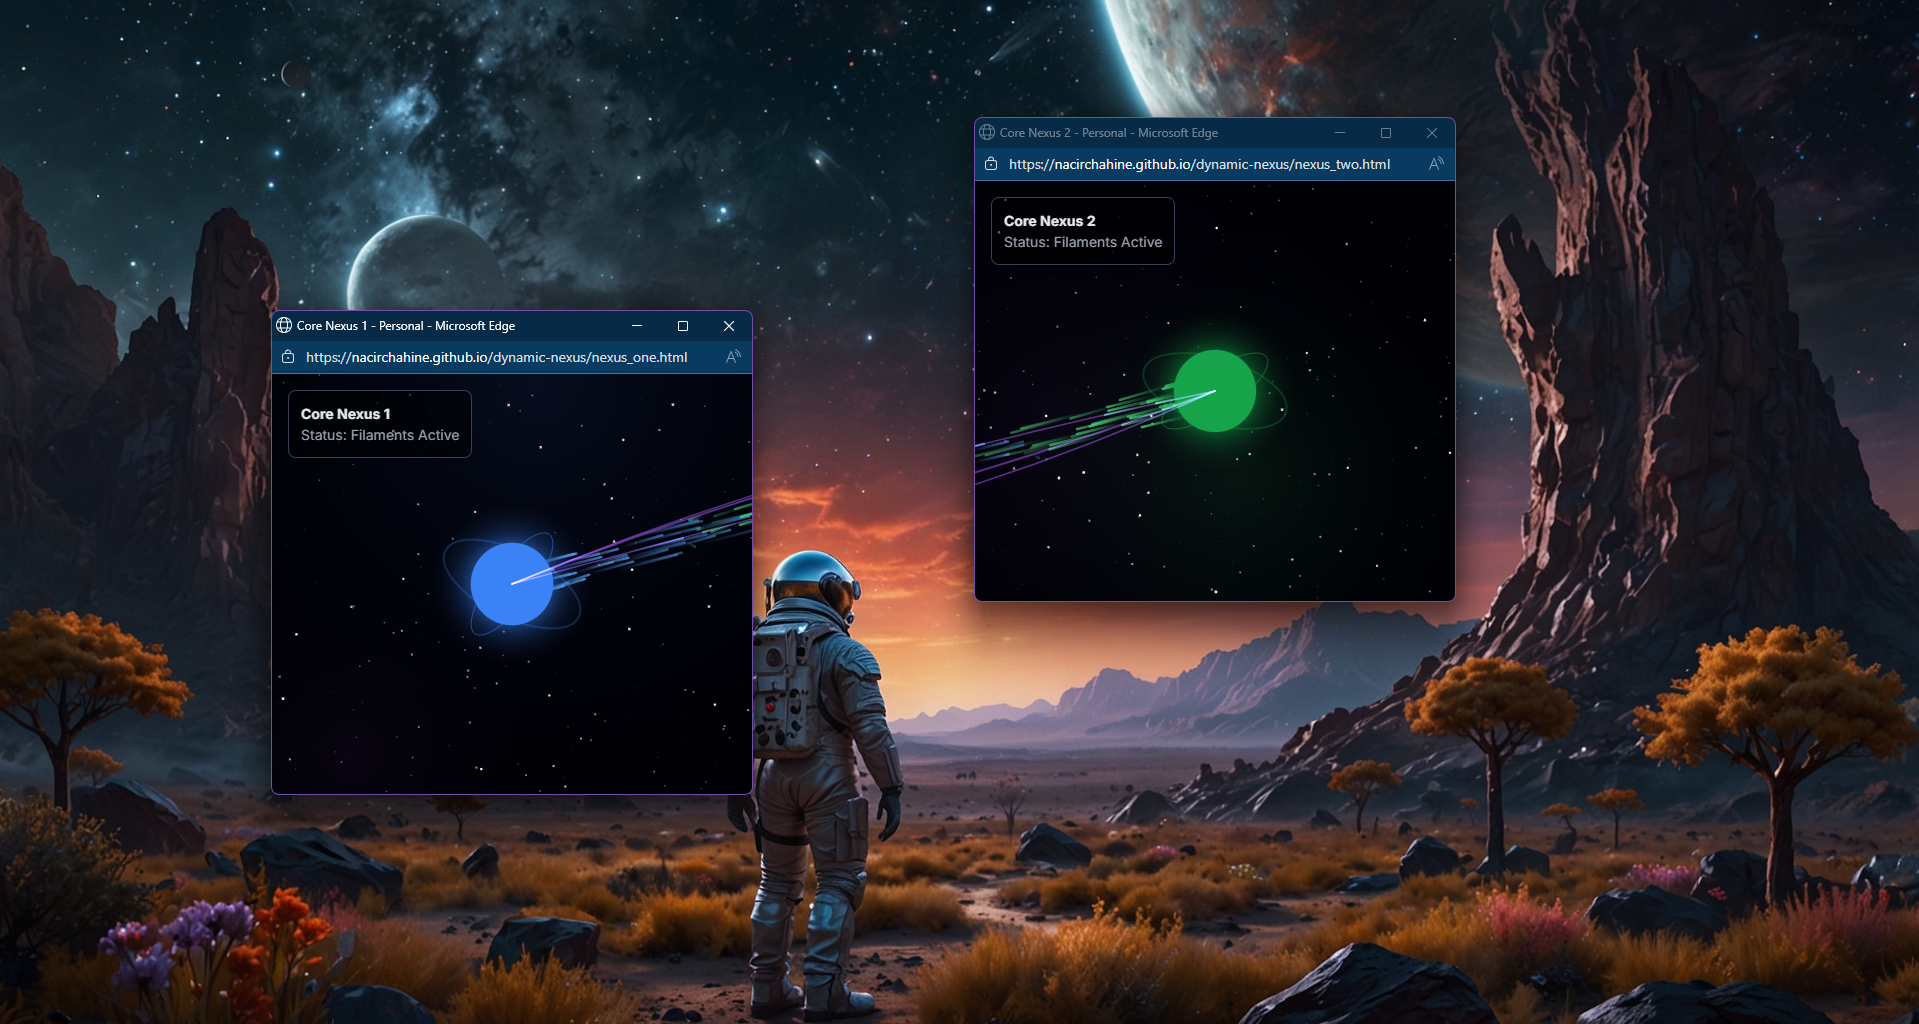 Core Nexus 2 - Personal - Microsoft Edge
https://nacirchahine.github.io/dynamic-nexus/nexus_two.html
Core Nexus 2
Status: Filaments Active
Core Nexus 1 - Personal - Microsoft Edge
https://nacirchahine.github.io/dynamic-nexus/nexus_one.html
Core Nexus 1
Status: Filaments Active